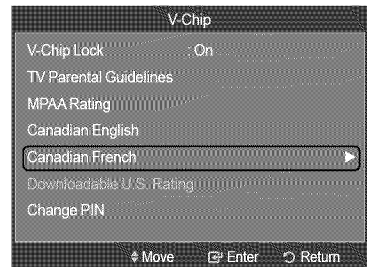 V-Chip
V-Chip Lock : On
TV Parental Guidelines
MPAA Rating
Canadian English
Canadian French
Downloadable U.S. Rating
Change PIN
Move Enter Return